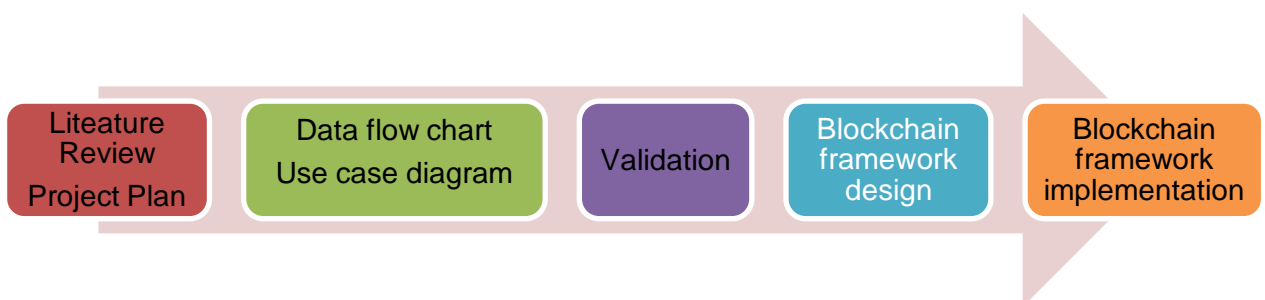 Liteature
Review
Project Plan
Data flow chart
Use case diagram
Validation
Blockchain
framework
design
Blockchain
framework
implementation